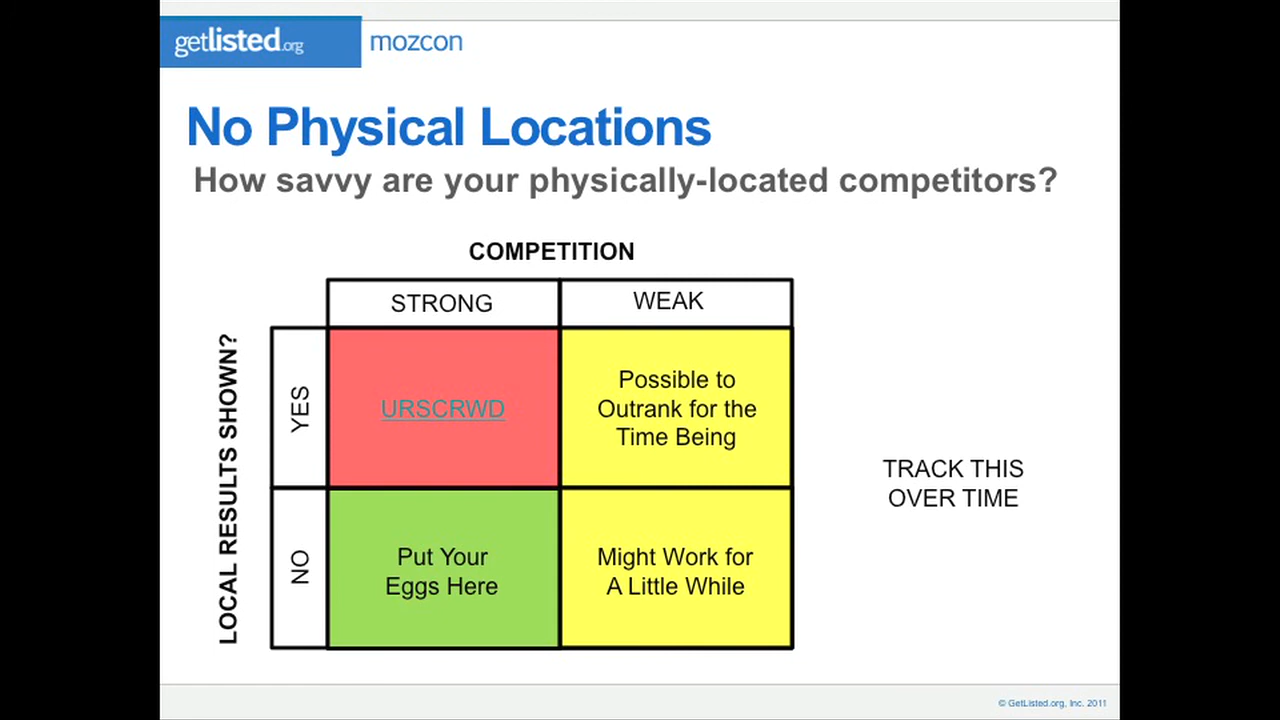 getlisted.org
mozcon
No Physical Locations
How savvy are your physically-located competitors?
COMPETITION
STRONG
WEAK
LOCAL RESULTS SHOWN?
YES
URSCRWD
Possible to
Outrank for the
Time Being
TRACK THIS
OVER TIME
NO
Put Your
Eggs Here
Might Work for
A Little While
© GetListed.org, Inc. 2011